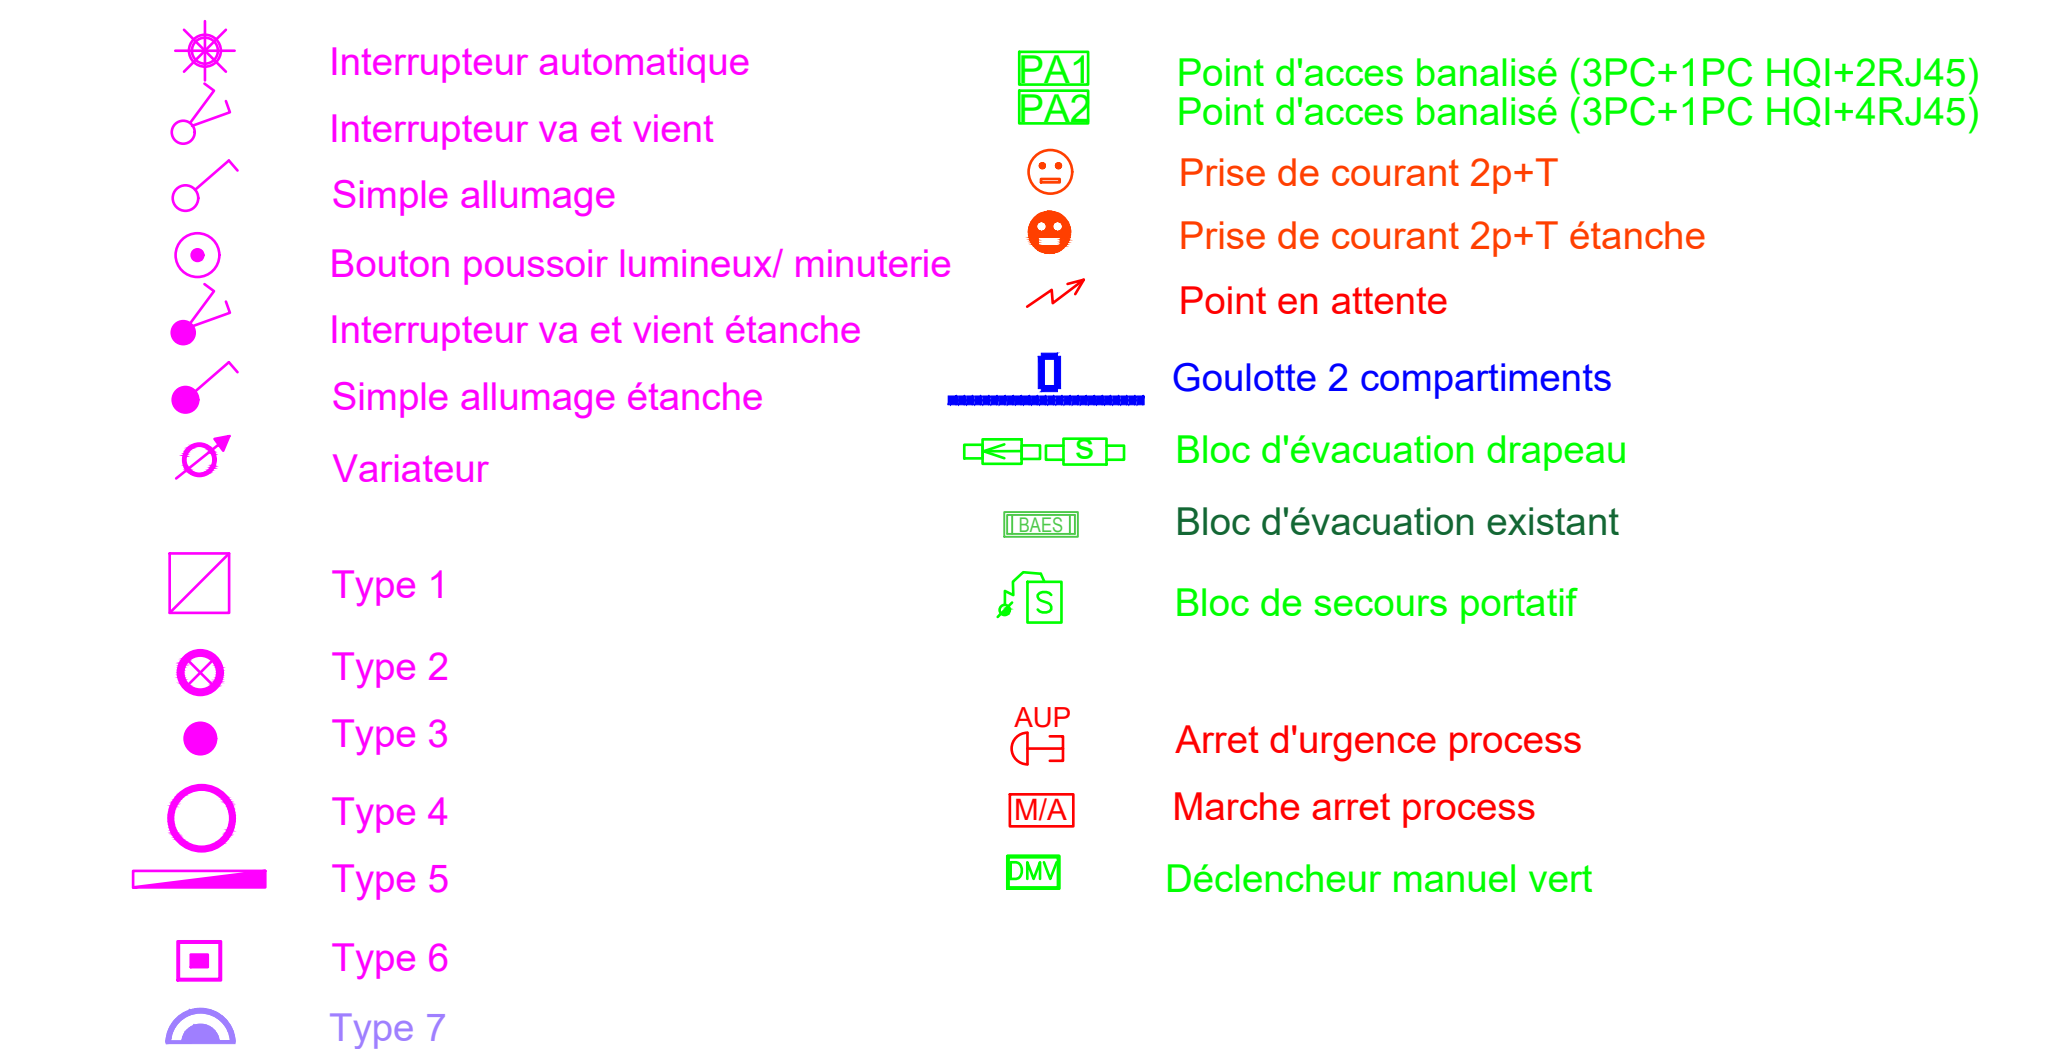 Interrupteur automatique
Interrupteur va et vient
Simple allumage
Bouton poussoir lumineux/ minuterie
Interrupteur va et vient étanche
Simple allumage étanche
Variateur
Type 1
Type 2
Type 3
Type 4
Type 5
Type 6
Type 7
PA1 Point d'acces banalisé (3PC+1PC HQI+2RJ45)
PA2 Point d'acces banalisé (3PC+1PC HQI+4RJ45)
Prise de courant 2p+T
Prise de courant 2p+T étanche
Point en attente
Goulotte 2 compartiments
S Bloc d'évacuation drapeau
BAES Bloc d'évacuation existant
S Bloc de secours portatif
AUP
Arret d'urgence process
M/A Marche arret process
DMV Déclencheur manuel vert